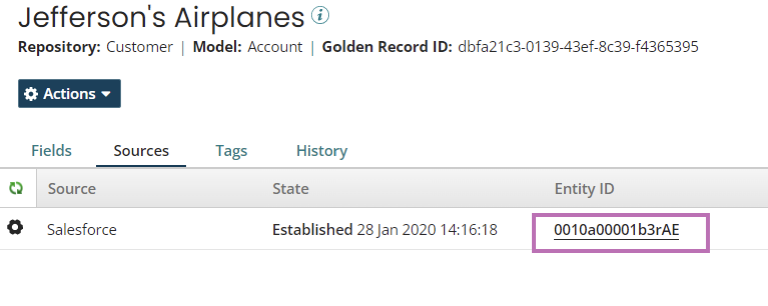 Jefferson's Airplanes
Repository: Customer | Model: Account | Golden Record ID: dbfa21c3-0139-43ef-8c39-f4365395
Actions
Fields Sources Tags History
Source State Entity ID
Salesforce Established 28 Jan 2020 14:16:18 0010a00001b3rAE